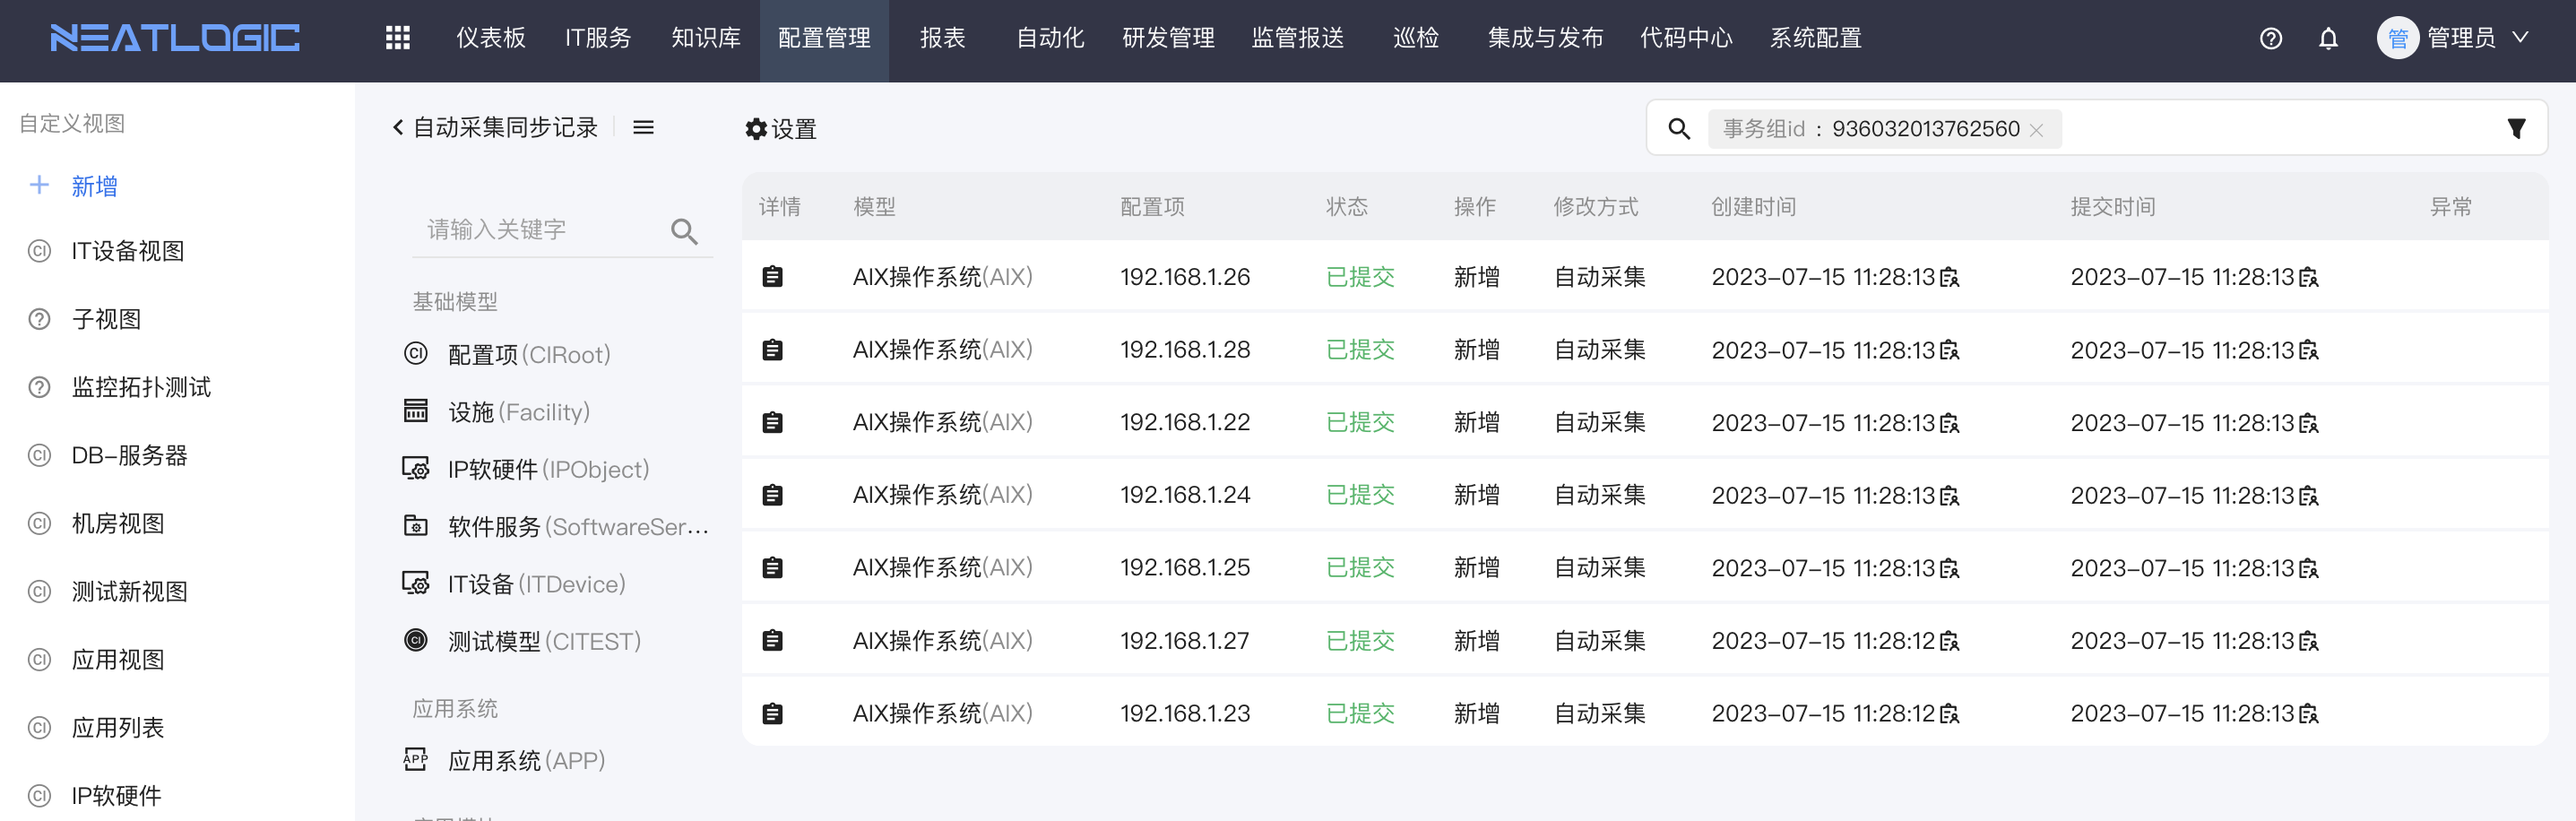 NEATLOGIC 仪表板 IT服务 知识库 配置管理 报表 自动化 研发管理 监管报送 巡检 集成与发布 代码中心 系统配置 管 管理员
自定义视图
新增
IT设备视图
子视图
监控拓扑测试
DB-服务器
机房视图
测试新视图
应用视图
应用列表
IP软硬件
自动采集同步记录
请输入关键字
基础模型
配置项(CIRoot)
设施(Facility)
IP软硬件(IPObject)
软件服务(SoftwareSer...
IT设备(ITDevice)
测试模型(CITEST)
应用系统
应用系统(APP)
设置 事务组id : 936032013762560
详情 模型 配置项 状态 操作 修改方式 创建时间 提交时间 异常
AIX操作系统(AIX) 192.168.1.26 已提交 新增 自动采集 2023-07-15 11:28:13 2023-07-15 11:28:13
AIX操作系统(AIX) 192.168.1.28 已提交 新增 自动采集 2023-07-15 11:28:13 2023-07-15 11:28:13
AIX操作系统(AIX) 192.168.1.22 已提交 新增 自动采集 2023-07-15 11:28:13 2023-07-15 11:28:13
AIX操作系统(AIX) 192.168.1.24 已提交 新增 自动采集 2023-07-15 11:28:13 2023-07-15 11:28:13
AIX操作系统(AIX) 192.168.1.25 已提交 新增 自动采集 2023-07-15 11:28:13 2023-07-15 11:28:13
AIX操作系统(AIX) 192.168.1.27 已提交 新增 自动采集 2023-07-15 11:28:12 2023-07-15 11:28:13
AIX操作系统(AIX) 192.168.1.23 已提交 新增 自动采集 2023-07-15 11:28:12 2023-07-15 11:28:13